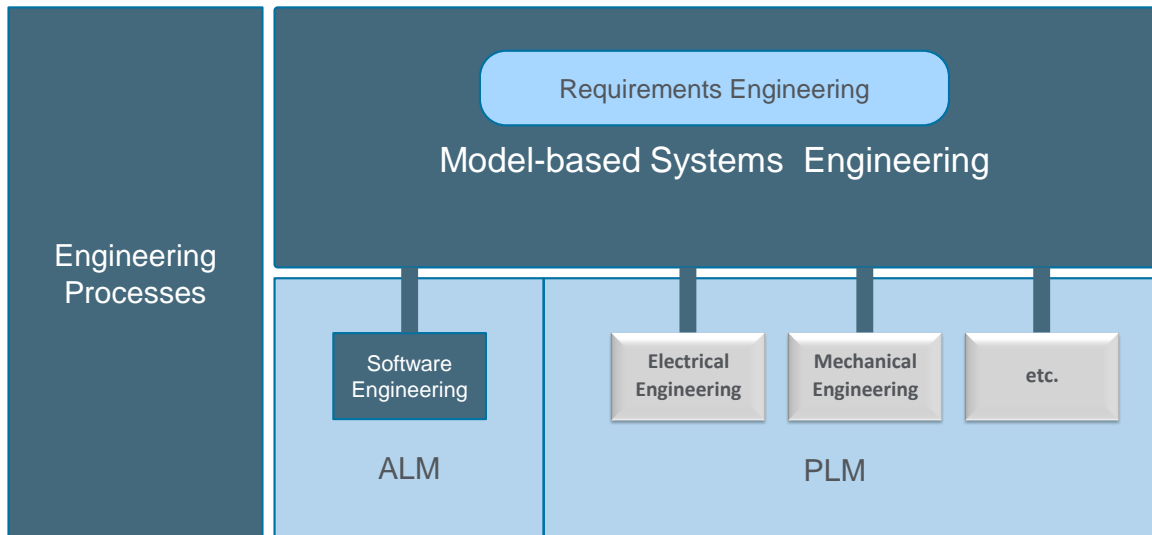 Requirements Engineering
Model-based Systems Engineering
Engineering
Processes
Software
Engineering
Electrical
Engineering
Mechanical
Engineering
etc.
ALM
PLM